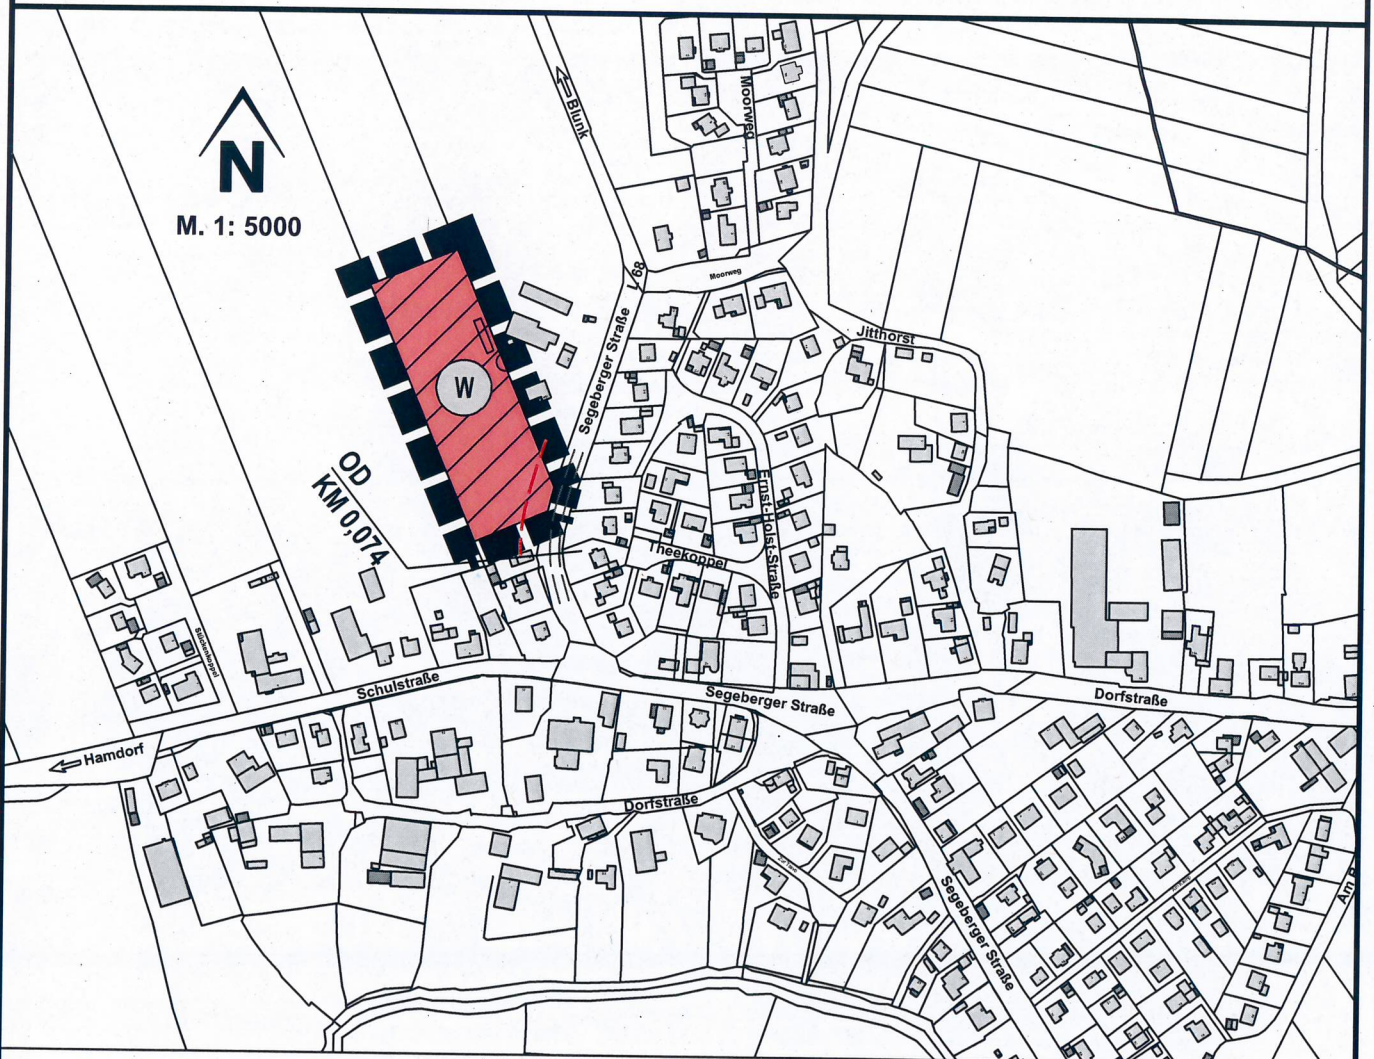 N
M. 1: 5000
Blunk
Moorweg
L 68
Moorweg
Segeberger Straße
Jitthorst
W
OD
KM 0,074
Ernst-Holst-Straße
Theekoppel
Stückenkoppel
Schulstraße
Segeberger Straße
Dorfstraße
Hamdorf
Dorfstraße
Segeberger Straße